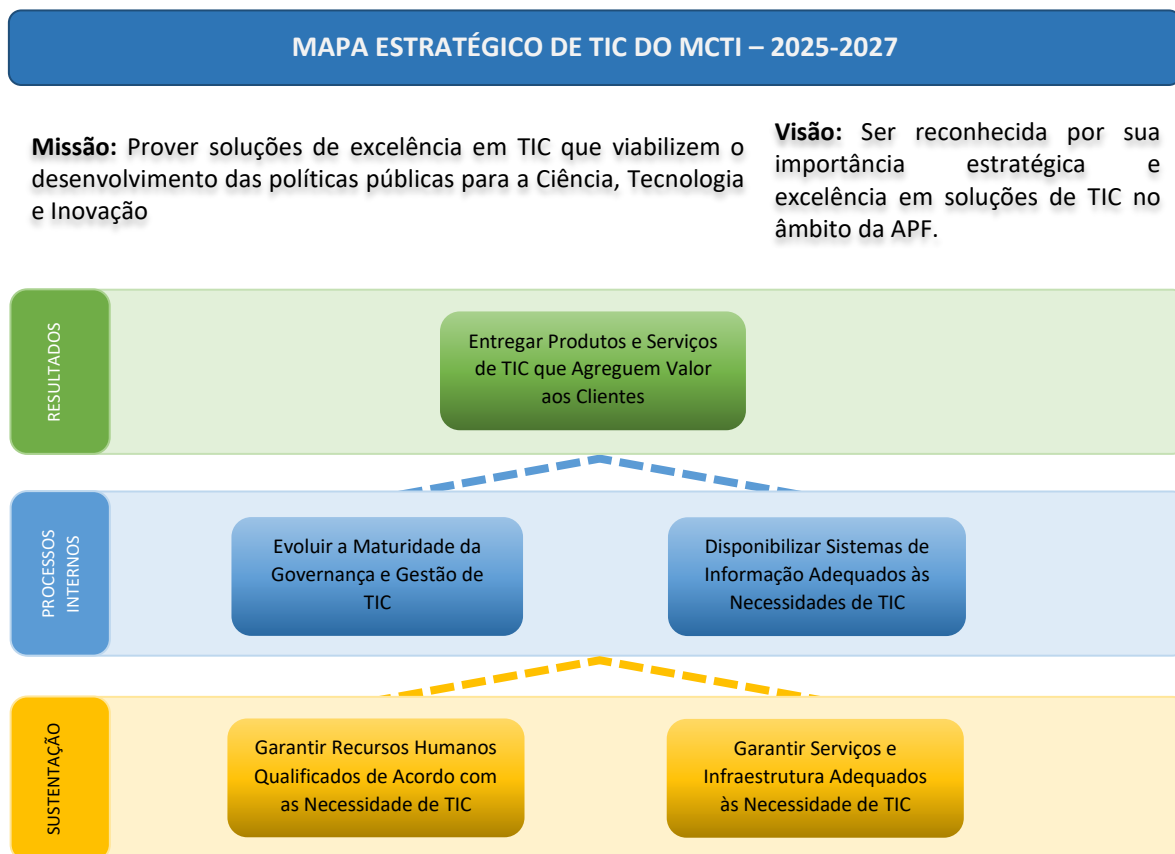 MAPA ESTRATÉGICO DE TIC DO MCTI – 2025-2027
Missão: Prover soluções de excelência em TIC que viabilizem o
desenvolvimento das políticas públicas para a Ciência, Tecnologia
e Inovação
Visão: Ser reconhecida por sua
importância estratégica e
excelência em soluções de TIC no
âmbito da APF.
RESULTADOS
Entregar Produtos e Serviços
de TIC que Agreguem Valor
aos Clientes
PROCESSOS
INTERNOS
Evoluir a Maturidade da
Governança e Gestão de
TIC
Disponibilizar Sistemas de
Informação Adequados às
Necessidades de TIC
SUSTENTAÇÃO
Garantir Recursos Humanos
Qualificados de Acordo com
as Necessidade de TIC
Garantir Serviços e
Infraestrutura Adequados
às Necessidade de TIC